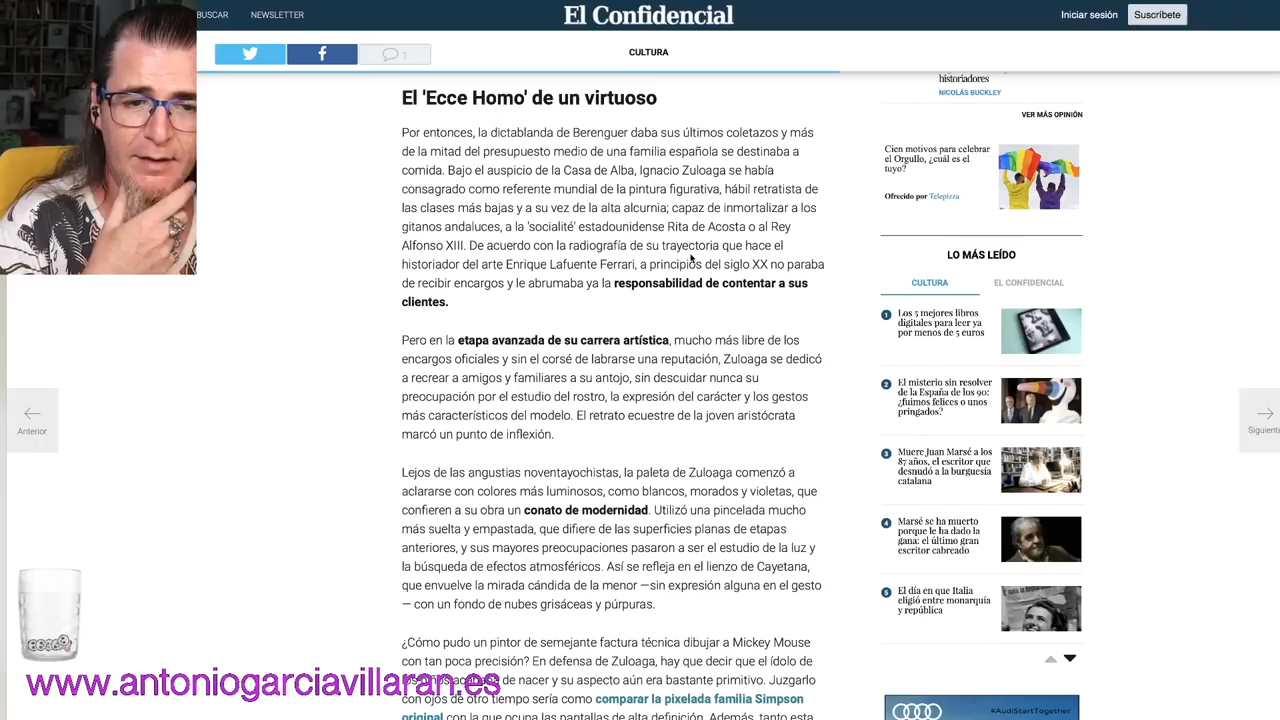 BUSCAR
NEWSLETTER
El Confidencial
Iniciar sesión
Suscríbete
1
CULTURA
El 'Ecce Homo' de un virtuoso
Por entonces, la dictablanda de Berenguer daba sus últimos coletazos y más
de la mitad del presupuesto medio de una familia española se destinaba a
comida. Bajo el auspicio de la Casa de Alba, Ignacio Zuloaga se había
consagrado como referente mundial de la pintura figurativa, hábil retratista de
las clases más bajas y a su vez de la alta alcurnia; capaz de inmortalizar a los
gitanos andaluces, a la 'socialité' estadounidense Rita de Acosta o al Rey
Alfonso XIII. De acuerdo con la radiografía de su trayectoria que hace el
historiador del arte Enrique Lafuente Ferrari, a principios del siglo XX no paraba
de recibir encargos y le abrumaba ya la responsabilidad de contentar a sus
clientes.
Pero en la etapa avanzada de su carrera artística, mucho más libre de los
encargos oficiales y sin el corsé de labrarse una reputación, Zuloaga se dedicó
a recrear a amigos y familiares a su antojo, sin descuidar nunca su
preocupación por el estudio del rostro, la expresión del carácter y los gestos
más característicos del modelo. El retrato ecuestre de la joven aristócrata
marcó un punto de inflexión.
Lejos de las angustias noventayochistas, la paleta de Zuloaga comenzó a
aclararse con colores más luminosos, como blancos, morados y violetas, que
confieren a su obra un conato de modernidad. Utilizó una pincelada mucho
más suelta y empastada, que difiere de las superficies planas de etapas
anteriores, y sus mayores preocupaciones pasaron a ser el estudio de la luz y
la búsqueda de efectos atmosféricos. Así se refleja en el lienzo de Cayetana,
que envuelve la mirada cándida de la menor —sin expresión alguna en el gesto
— con un fondo de nubes grisáceas y púrpuras.
¿Cómo pudo un pintor de semejante factura técnica dibujar a Mickey Mouse
con tan poca precisión? En defensa de Zuloaga, hay que decir que el ídolo de
de nacer y su aspecto aún era bastante primitivo. Juzgarlo
con ojos de otro tiempo sería como comparar la pixelada familia Simpson
original con la que ocupa las pantallas de alta definición. Además, tanto esta
historiadores
NICOLÁS BUCKLEY
VER MÁS OPINIÓN
Cien motivos para celebrar
el Orgullo, ¿cuál es el
tuyo?
Ofrecido por Telepizza
LO MÁS LEÍDO
CULTURA
EL CONFIDENCIAL
1
Los 5 mejores libros
digitales para leer ya
por menos de 5 euros
2
El misterio sin resolver
de la España de los 90:
¿fuimos felices o unos
pringados?
3
Muere Juan Marsé a los
87 años, el escritor que
desnudó a la burguesía
catalana
4
Marsé se ha muerto
porque le ha dado la
gana: el último gran
escritor cabreado
5
El día en que Italia
eligió entre monarquía
y república
#AudiStartTogether
Anterior
Siguiente
www.antoniogarciavillaran.es